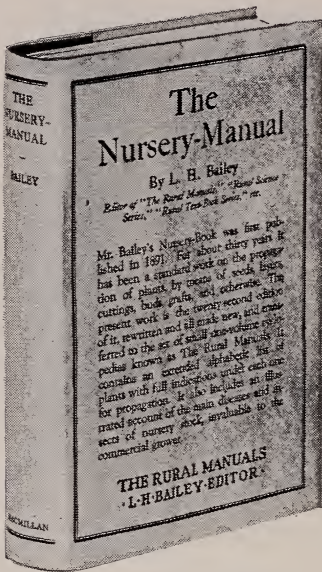 THE
NURSERY-
MANUAL
BAILEY
MACMILLAN
The
Nursery-Manual
By L. H. Bailey
Editor of "The Rural Manuals," "Rural Science
Series," "Rural Text-Book Series," etc.
Mr. Bailey's Nursery-Book was first pub-
lished in 1891. For about thirty years it
has been a standard work on the propaga-
tion of plants, by means of seeds, layers,
cuttings, buds, grafts, and otherwise. The
present work is the twenty-second edition
of it, rewritten and all made new, and trans-
ferred to the set of small one-volume cyclo-
pedias known as The Rural Manuals. It
contains an extended alphabetic list of
plants with full indications under each one
for propagation. It also includes an illus-
trated account of the main diseases and in-
sects of nursery stock, invaluable to the
commercial grower.
THE RURAL MANUALS
·L·H·BAILEY·EDITOR·